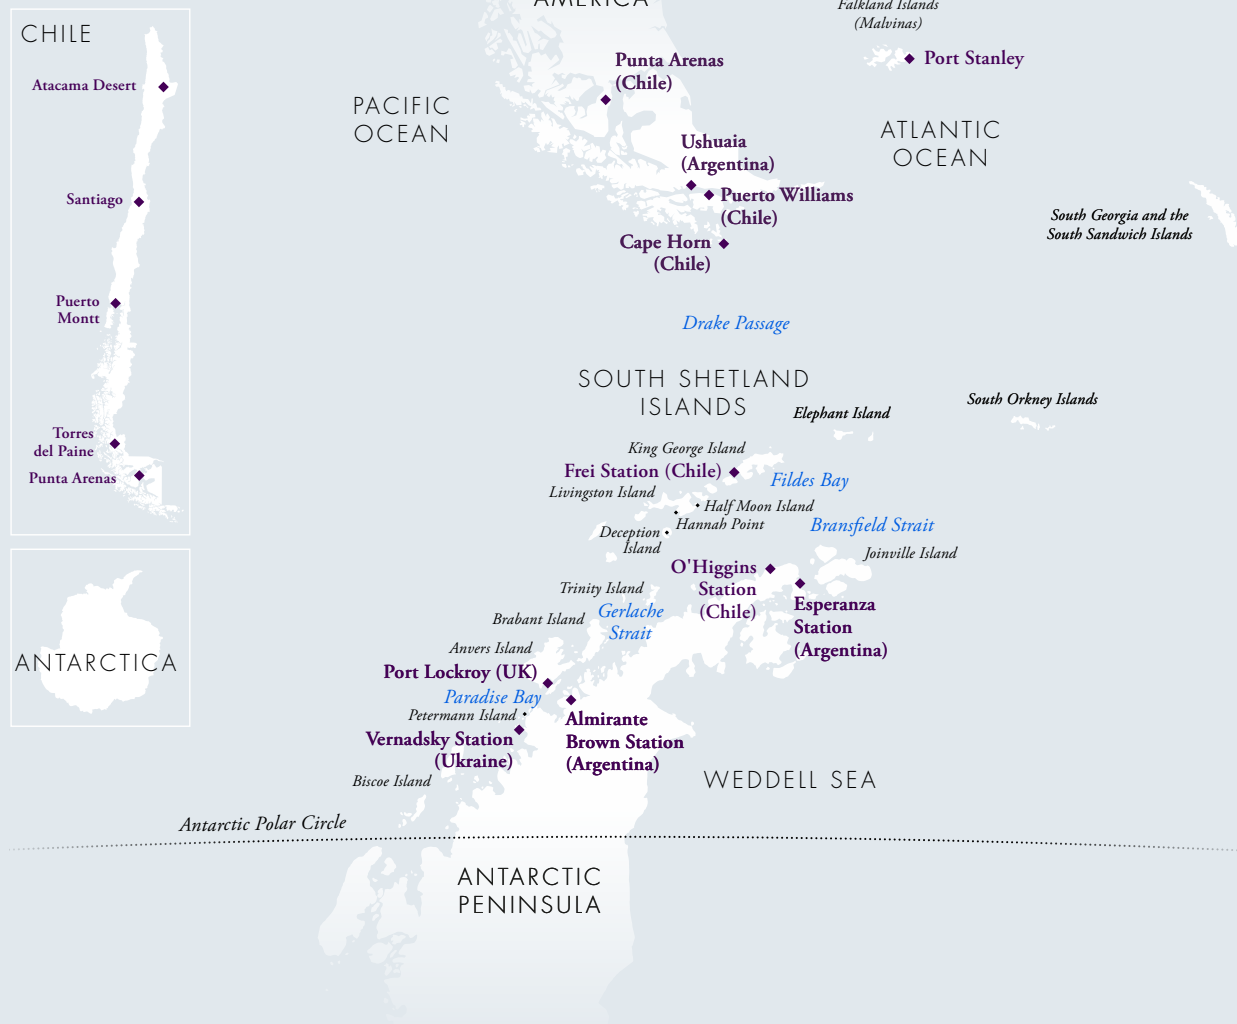 AMERICA
Falkland Islands
(Malvinas)
CHILE
Punta Arenas
(Chile)
Port Stanley
Atacama Desert
PACIFIC
OCEAN
ATLANTIC
OCEAN
Ushuaia
(Argentina)
Puerto Williams
(Chile)
Santiago
South Georgia and the
South Sandwich Islands
Cape Horn
(Chile)
Puerto
Montt
Drake Passage
SOUTH SHETLAND
ISLANDS
Elephant Island
South Orkney Islands
Torres
del Paine
Punta Arenas
King George Island
Frei Station (Chile)
Fildes Bay
Livingston Island
Half Moon Island
Hannah Point
Bransfield Strait
Deception
Island
Joinville Island
O'Higgins
Station
(Chile)
Trinity Island
Esperanza
Station
(Argentina)
Gerlache
Strait
Brabant Island
Anvers Island
ANTARCTICA
Port Lockroy (UK)
Paradise Bay
Petermann Island
Almirante
Brown Station
(Argentina)
Vernadsky Station
(Ukraine)
Biscoe Island
WEDDELL SEA
Antarctic Polar Circle
ANTARCTIC
PENINSULA